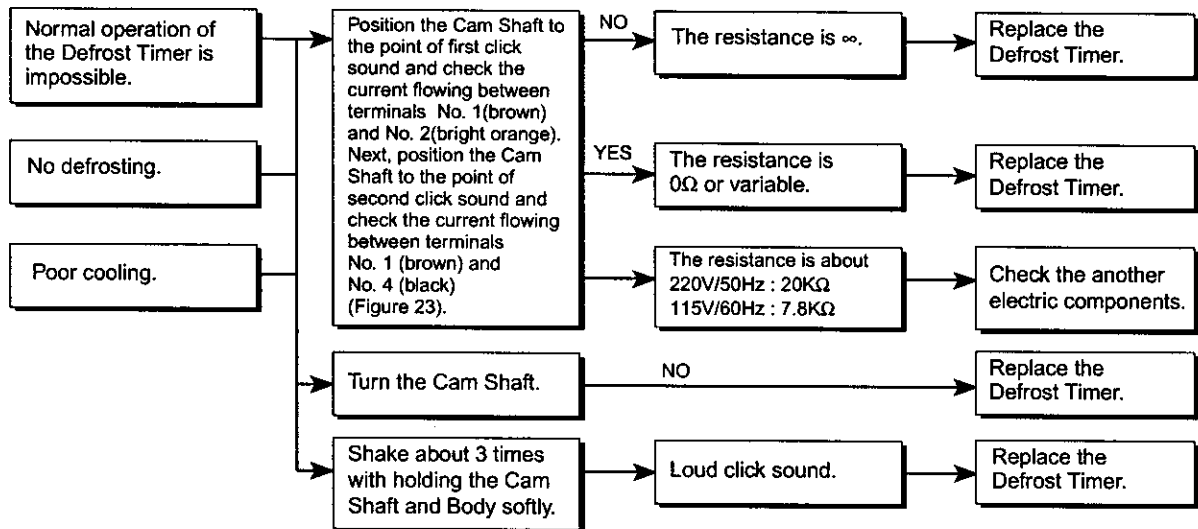 Normal operation of
the Defrost Timer is
impossible.
No defrosting.
Poor cooling.
Position the Cam Shaft to
the point of first click
sound and check the
current flowing between
terminals No. 1(brown)
and No. 2(bright orange).
Next, position the Cam
Shaft to the point of
second click sound and
check the current flowing
between terminals
No. 1 (brown) and
No. 4 (black)
(Figure 23).
NO
The resistance is ∞.
Replace the
Defrost Timer.
YES
The resistance is
0Ω or variable.
Replace the
Defrost Timer.
The resistance is about
220V/50Hz : 20KΩ
115V/60Hz : 7.8KΩ
Check the another
electric components.
Turn the Cam Shaft.
NO
Replace the
Defrost Timer.
Shake about 3 times
with holding the Cam
Shaft and Body softly.
Loud click sound.
Replace the
Defrost Timer.